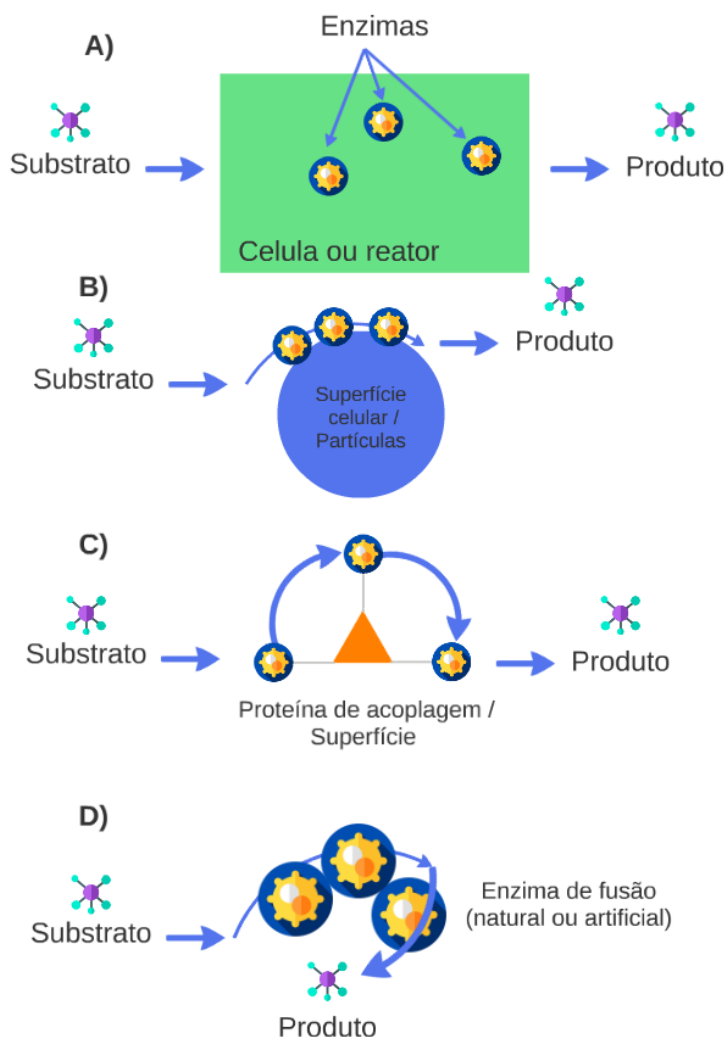 A)
Enzimas
Substrato
Produto
Celula ou reator
B)
Substrato
Produto
Superfície
celular /
Partículas
C)
Substrato
Produto
Proteína de acoplagem /
Superfície
D)
Substrato
Enzima de fusão
(natural ou artificial)
Produto